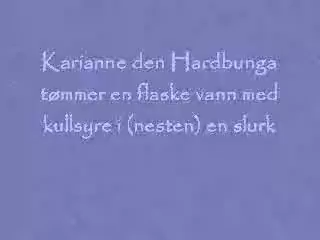 Karianne den Hardbunga
tømmer en flaske vann med
kullsyre i (nesten) en slurk